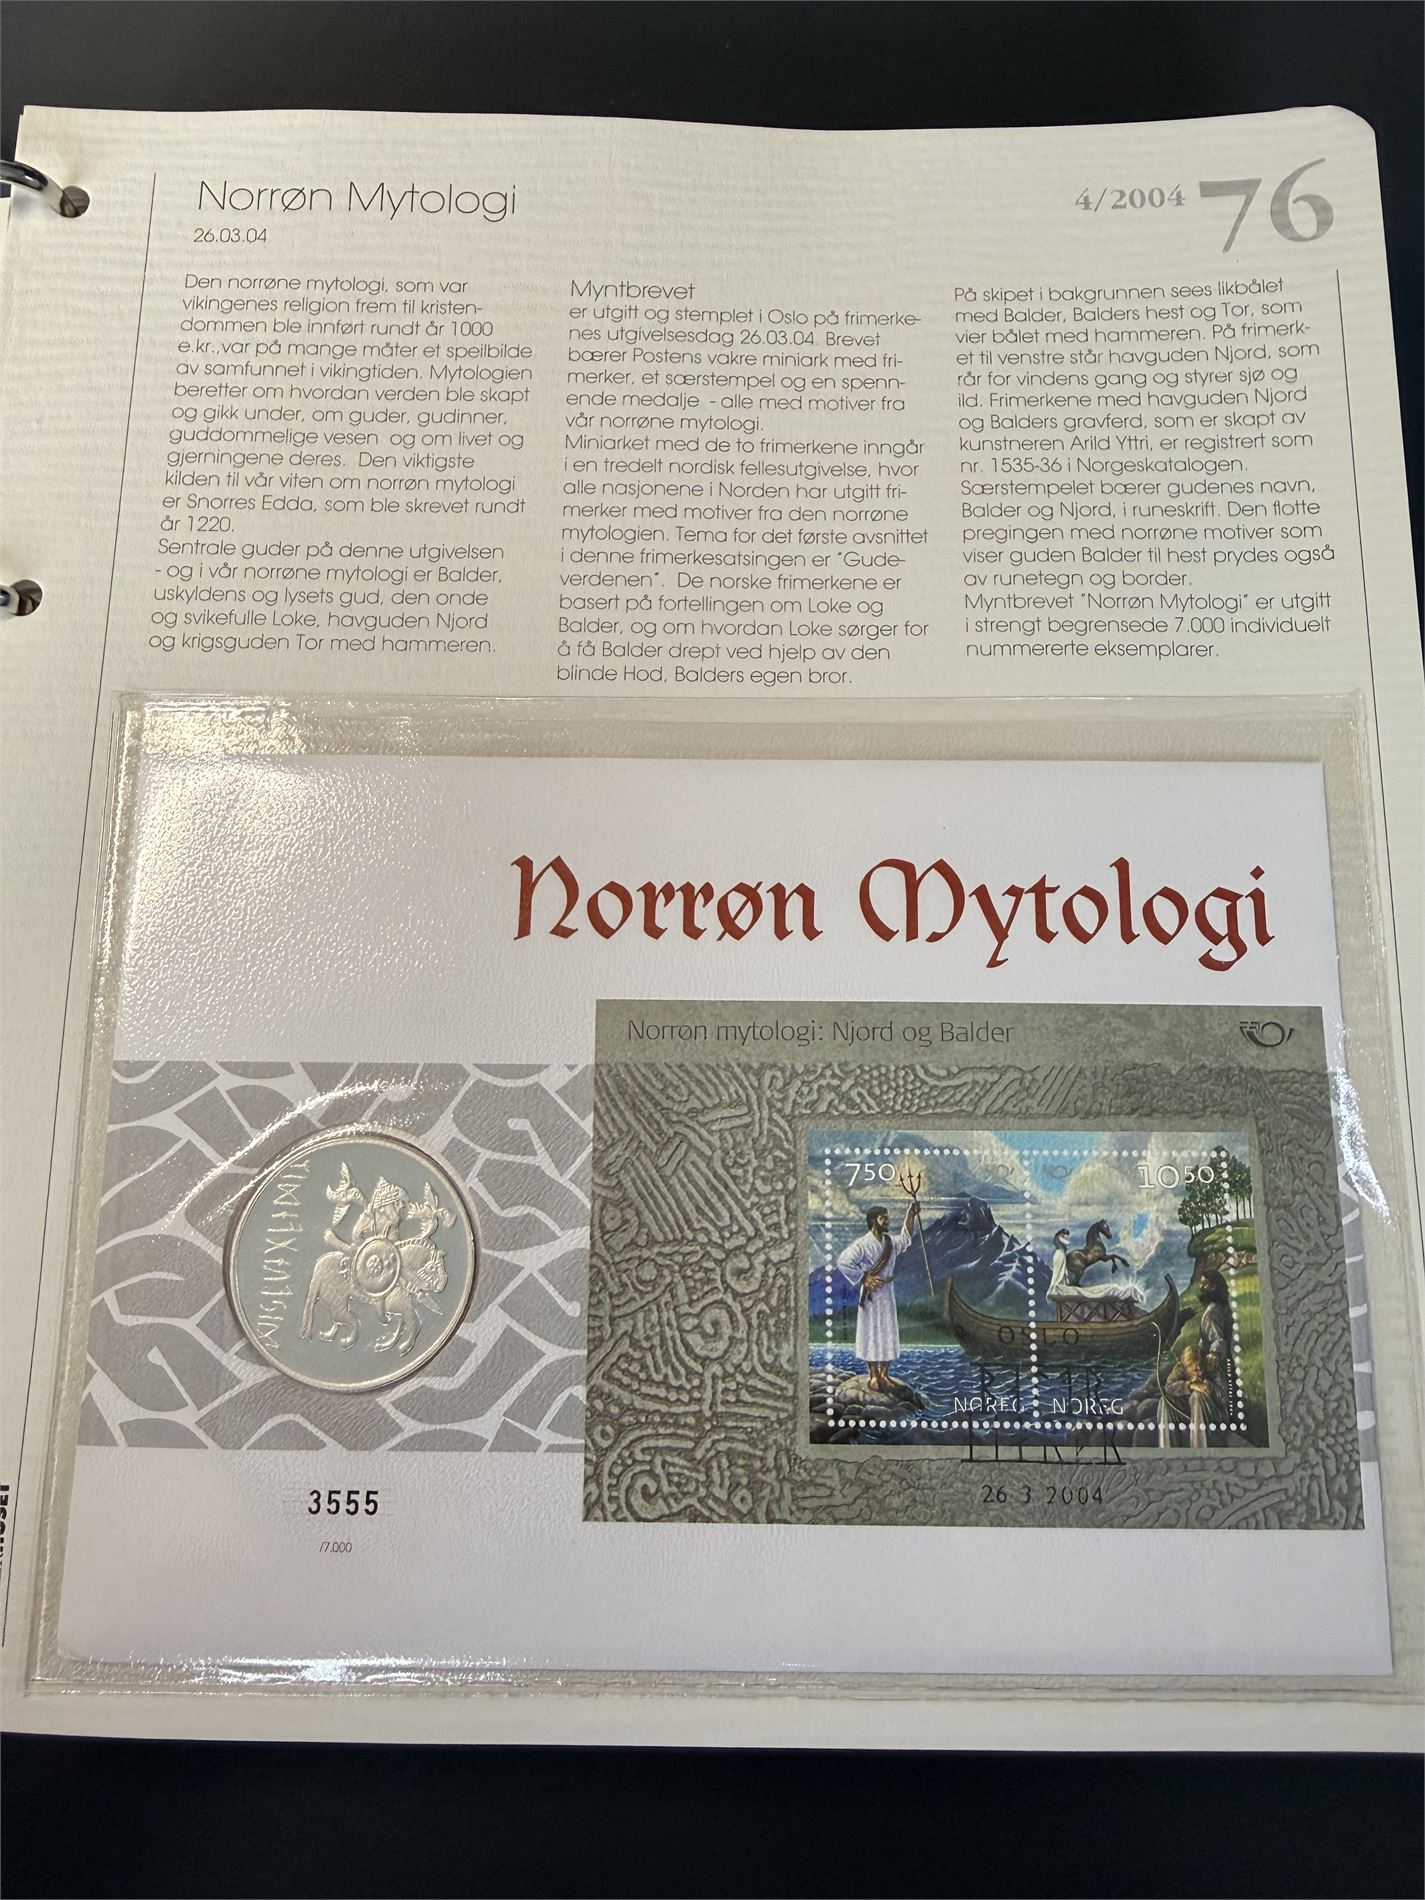 Norrøn Mytologi
26.03.04
4/2004 76
Den norrøne mytologi, som var
vikingenes religion frem til kristen-
dommen ble innført rundt år 1000
e.kr.,var på mange måter et speilbilde
av samfunnet i vikingtiden. Mytologien
beretter om hvordan verden ble skapt
og gikk under, om guder, gudinner,
guddommelige vesen og om livet og
gjerningene deres. Den viktigste
kilden til vår viten om norrøn mytologi
er Snorres Edda, som ble skrevet rundt
år 1220.
Sentrale guder på denne utgivelsen
- og i vår norrøne mytologi er Balder,
uskyldens og lysets gud, den onde
og svikefulle Loke, havguden Njord
og krigsguden Tor med hammeren.
Myntbrevet
er utgitt og stemplet i Oslo på frimerke-
nes utgivelsesdag 26.03.04. Brevet
bærer Postens vakre miniark med fri-
merker, et særstempel og en spenn-
ende medalje - alle med motiver fra
vår norrøne mytologi.
Miniarket med de to frimerkene inngår
i en tredelt nordisk fellesutgivelse, hvor
alle nasjonene i Norden har utgitt fri-
merker med motiver fra den norrøne
mytologien. Tema for det første avsnittet
i denne frimerkesatsingen er "Gude-
verdenen". De norske frimerkene er
basert på fortellingen om Loke og
Balder, og om hvordan Loke sørger for
å få Balder drept ved hjelp av den
blinde Hod, Balders egen bror.
På skipet i bakgrunnen sees likbålet
med Balder, Balders hest og Tor, som
vier bålet med hammeren. På frimerk-
et til venstre står havguden Njord, som
rår for vindens gang og styrer sjø og
ild. Frimerkene med havguden Njord
og Balders gravferd, som er skapt av
kunstneren Arild Yttri, er registrert som
nr. 1535-36 i Norgeskatalogen.
Særstempelet bærer gudenes navn,
Balder og Njord, i runeskrift. Den flotte
pregingen med norrøne motiver som
viser guden Balder til hest prydes også
av runetegn og border.
Myntbrevet "Norrøn Mytologi" er utgitt
i strengt begrensede 7.000 individuelt
nummererte eksemplarer.
Norrøn Mytologi
Norrøn mytologi: Njord og Balder
750
1050
OSLO
NOREG NOREG
26 3 2004
3555
/7.000